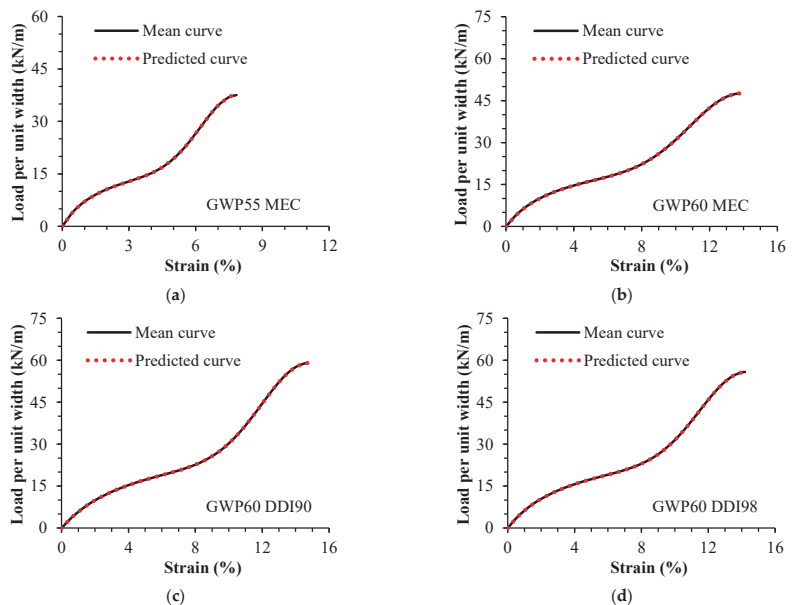 Load per unit width (kN/m)
60
45
30
15
0
Mean curve
Predicted curve
GWP55 MEC
0 3 6 9 12
Strain (%)
(a)
Load per unit width (kN/m)
75
60
45
30
15
0
Mean curve
Predicted curve
GWP60 MEC
0 4 8 12 16
Strain (%)
(b)
Load per unit width (kN/m)
75
60
45
30
15
0
Mean curve
Predicted curve
GWP60 DDI90
0 4 8 12 16
Strain (%)
(c)
Load per unit width (kN/m)
75
60
45
30
15
0
Mean curve
Predicted curve
GWP60 DDI98
0 4 8 12 16
Strain (%)
(d)